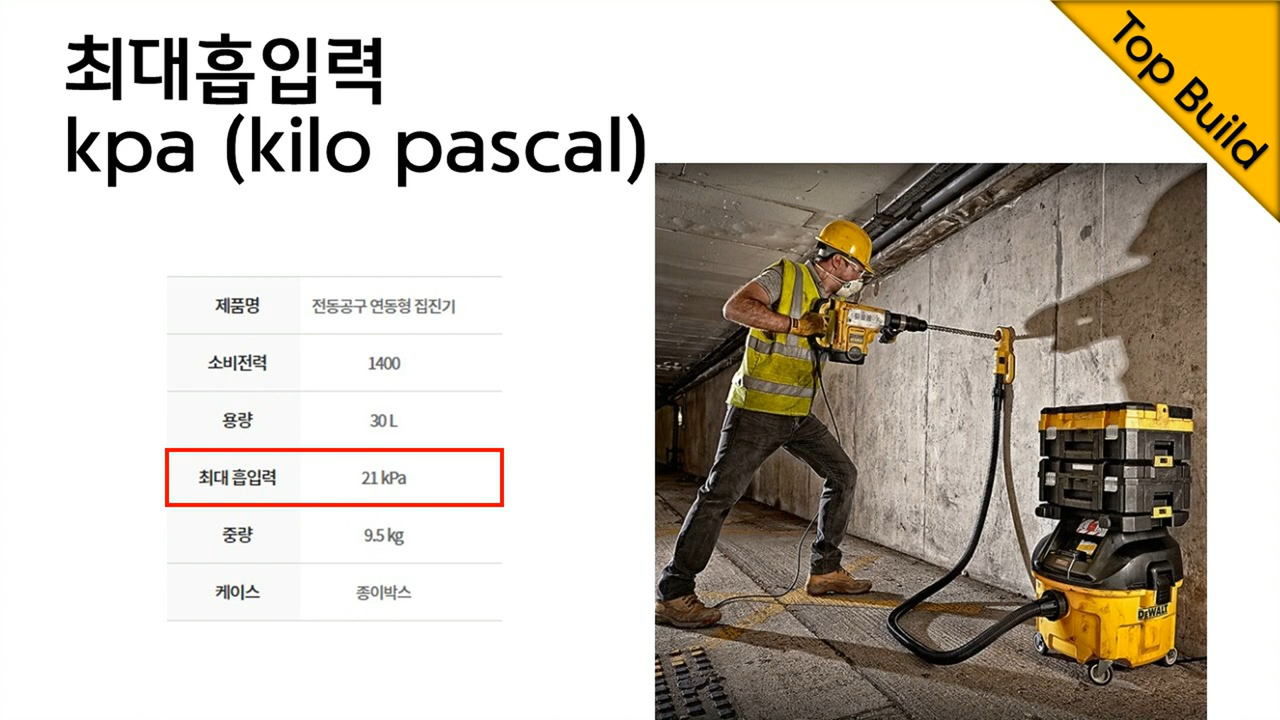 최대흡입력
kpa (kilo pascal)
Top Build
제품명 전동공구 연동형 집진기
소비전력 1400
용량 30 L
최대 흡입력 21 kPa
중량 9.5 kg
케이스 종이박스
DEWALT